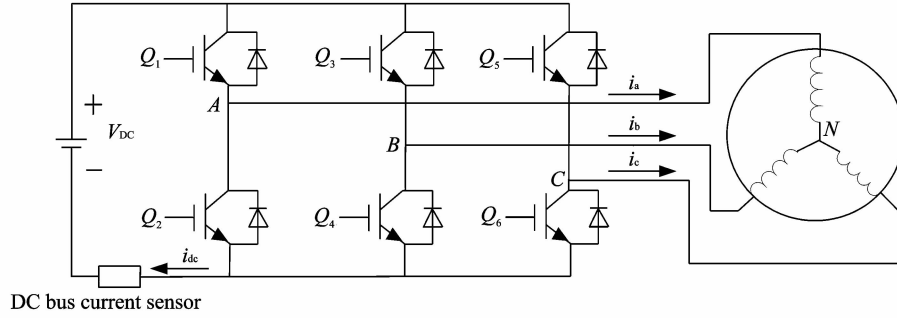 Q1
Q3
Q5
ia
A
+
VDC
ib
N
B
ic
−
C
Q2
Q4
Q6
idc
DC bus current sensor